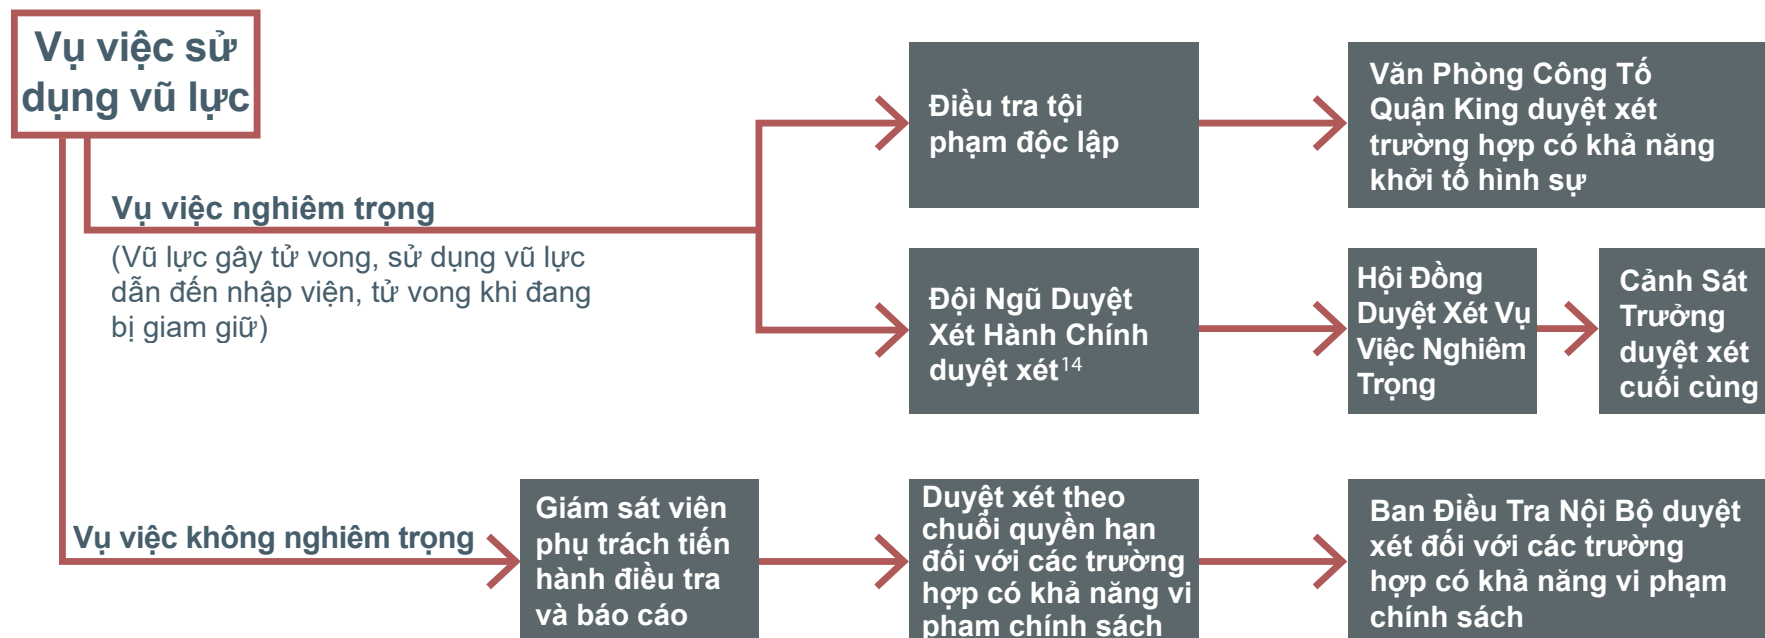 Vụ việc sử
dụng vũ lực
Vụ việc nghiêm trọng
(Vũ lực gây tử vong, sử dụng vũ lực
dẫn đến nhập viện, tử vong khi đang
bị giam giữ)
Điều tra tội
phạm độc lập
Văn Phòng Công Tố
Quận King duyệt xét
trường hợp có khả năng
khởi tố hình sự
Đội Ngũ Duyệt
Xét Hành Chính
duyệt xét14
Hội Đồng
Duyệt Xét Vụ
Việc Nghiêm
Trọng
Cảnh Sát
Trưởng
duyệt xét
cuối cùng
Vụ việc không nghiêm trọng
Giám sát viên
phụ trách tiến
hành điều tra
và báo cáo
Duyệt xét theo
chuỗi quyền hạn
đối với các trường
hợp có khả năng vi
phạm chính sách
Ban Điều Tra Nội Bộ duyệt
xét đối với các trường
hợp có khả năng vi phạm
chính sách